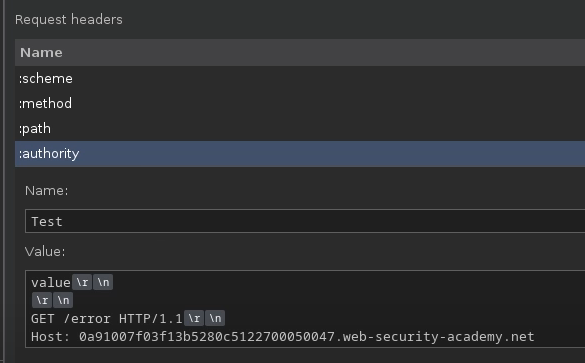 Request headers
Name
:scheme
:method
:path
:authority
Name:
Test
Value:
value\r\n
\r\n
GET /error HTTP/1.1\r\n
Host: 0a91007f03f13b5280c5122700050047.web-security-academy.net